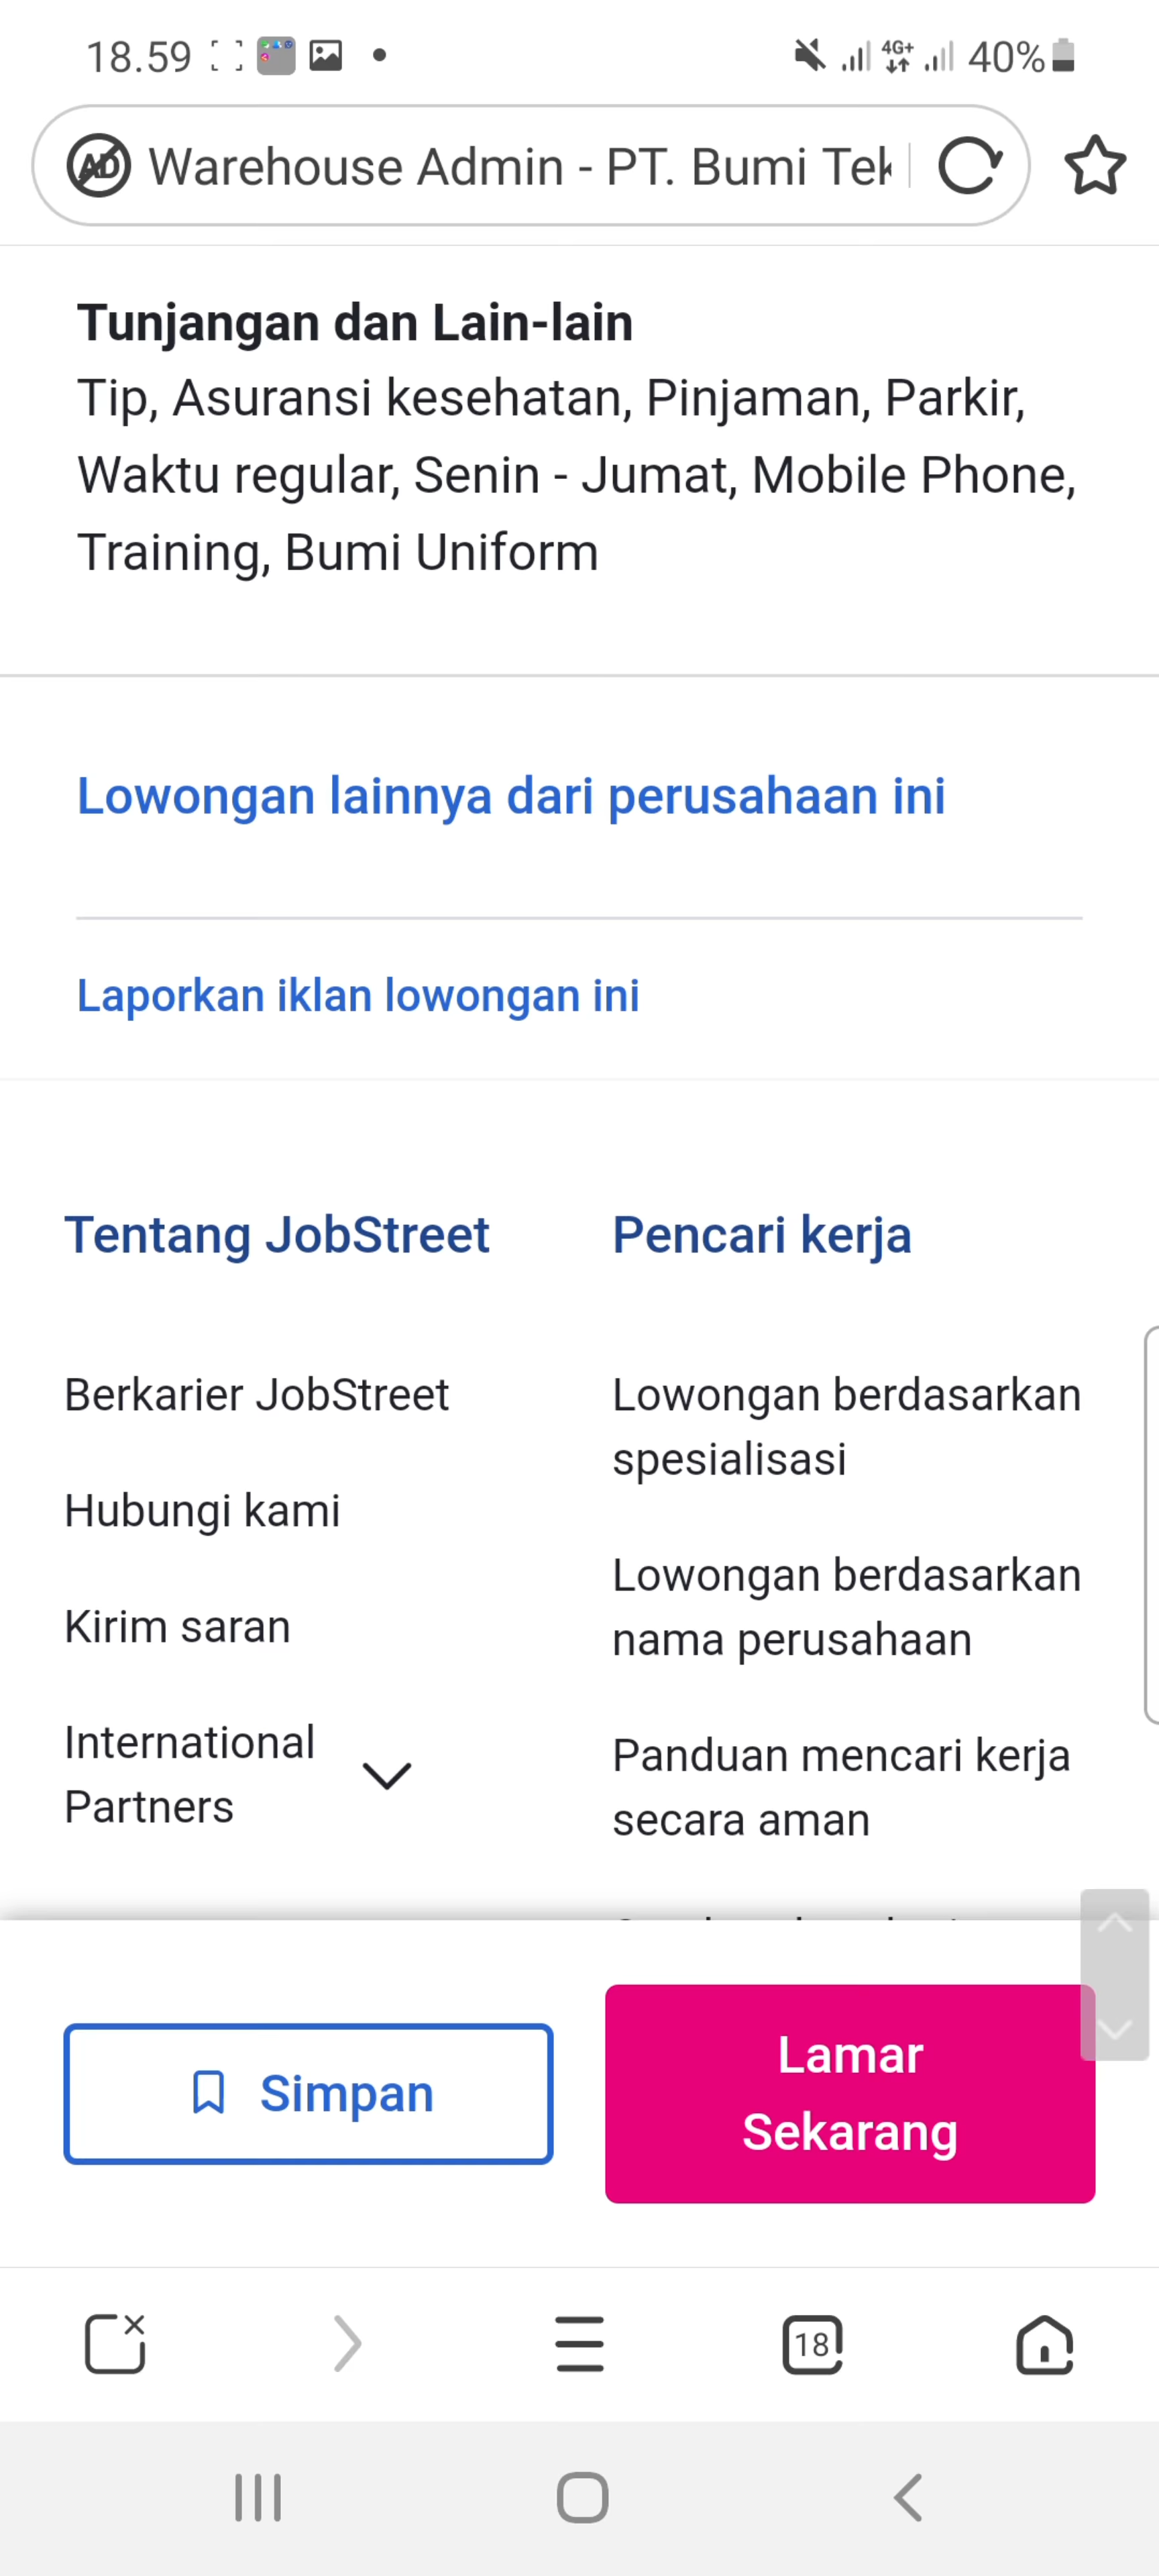 18.59
4G+
40%
AD
Warehouse Admin - PT. Bumi Tek
Tunjangan dan Lain-lain
Tip, Asuransi kesehatan, Pinjaman, Parkir,
Waktu regular, Senin - Jumat, Mobile Phone,
Training, Bumi Uniform
Lowongan lainnya dari perusahaan ini
Laporkan iklan lowongan ini
Tentang JobStreet
Berkarier JobStreet
Hubungi kami
Kirim saran
International
Partners
Pencari kerja
Lowongan berdasarkan
spesialisasi
Lowongan berdasarkan
nama perusahaan
Panduan mencari kerja
secara aman
Simpan
Lamar
Sekarang
18